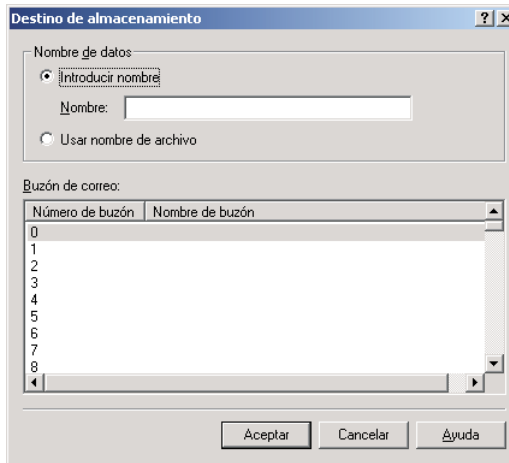 Destino de almacenamiento
Nombre de datos
Introducir nombre
Nombre:
Usar nombre de archivo
Buzón de correo:
Número de buzón Nombre de buzón
0
1
2
3
4
5
6
7
8
Aceptar Cancelar Ayuda